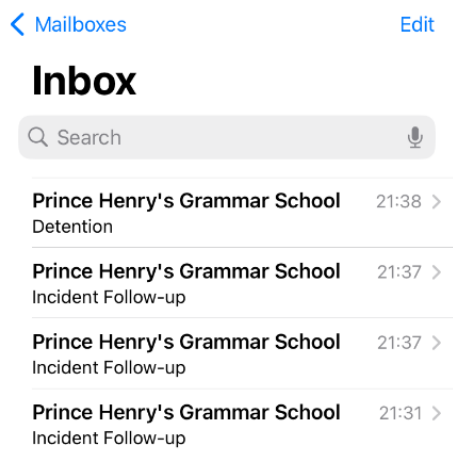 Mailboxes Edit
Inbox
Search
Prince Henry's Grammar School 21:38
Detention
Prince Henry's Grammar School 21:37
Incident Follow-up
Prince Henry's Grammar School 21:37
Incident Follow-up
Prince Henry's Grammar School 21:31
Incident Follow-up